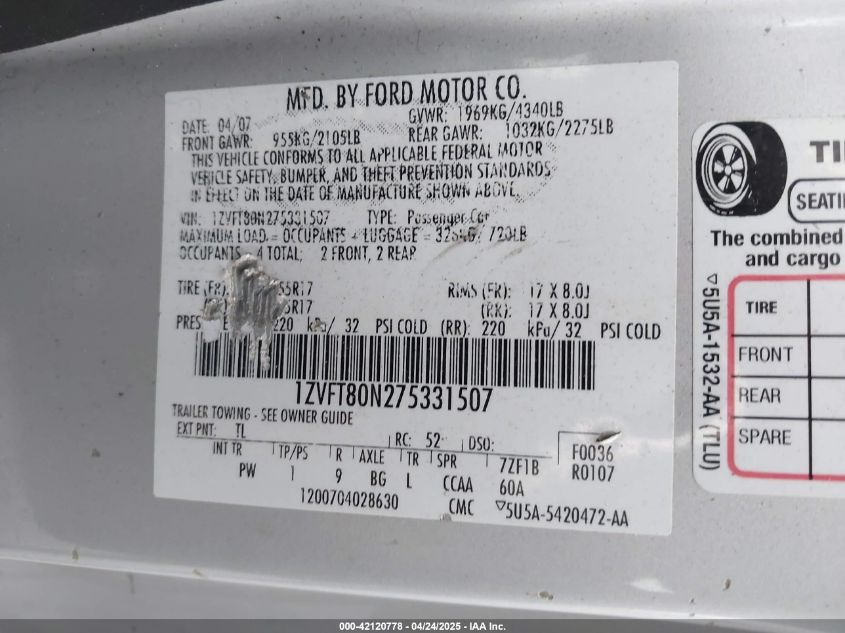 MFD. BY FORD MOTOR CO.
DATE: 04/07 GVWR: 1969KG/4340LB
FRONT GAWR: 955KG/2105LB REAR GAWR: 1032KG/2275LB
THIS VEHICLE CONFORMS TO ALL APPLICABLE FEDERAL MOTOR
VEHICLE SAFETY, BUMPER, AND THEFT PREVENTION STANDARDS
IN EFFECT ON THE DATE OF MANUFACTURE SHOWN ABOVE.
VIN: 1ZVFT80N275331507 TYPE: Passenger Car
MAXIMUM LOAD = OCCUPANTS + LUGGAGE = 326KG/ 720LB
OCCUPANTS: 4 TOTAL; 2 FRONT, 2 REAR
TIRE (FR): 55R17 RIMS (FR): 17 X 8.0J
55R17 (RR): 17 X 8.0J
220 kPa/ 32 PSI COLD (RR): 220 kPa/ 32 PSI COLD
1ZVFT80N275331507
TRAILER TOWING - SEE OWNER GUIDE
EXT PNT: TL RC: 52 DSO:
INT TR TP/PS R AXLE TR SPR 7ZF1B F0036
PW 1 9 BG L CCAA 60A R0107
1200704028630 CMC ▽5U5A-5420472-AA
SEATI
The combined
and cargo
TIRE
FRONT
REAR
SPARE
▽5U5A-1532-AA (TLU)
000-42120778 - 04/24/2025 - IAA Inc.